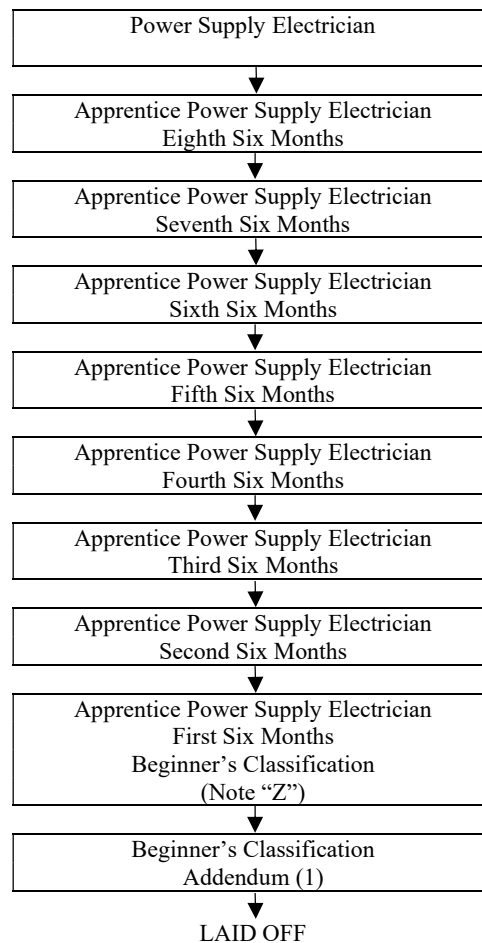 Power Supply Electrician
Apprentice Power Supply Electrician
Eighth Six Months
Apprentice Power Supply Electrician
Seventh Six Months
Apprentice Power Supply Electrician
Sixth Six Months
Apprentice Power Supply Electrician
Fifth Six Months
Apprentice Power Supply Electrician
Fourth Six Months
Apprentice Power Supply Electrician
Third Six Months
Apprentice Power Supply Electrician
Second Six Months
Apprentice Power Supply Electrician
First Six Months
Beginner’s Classification
(Note “Z”)
Beginner’s Classification
Addendum (1)
LAID OFF